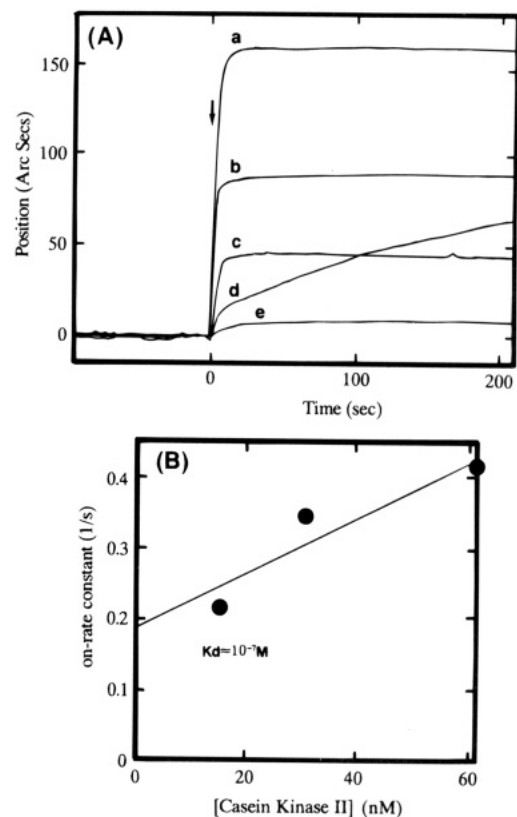 (A)
a
150
b
100
c
50
d
e
0
Position (Arc Secs)
0
100
200
Time (sec)
(B)
0.4
0.3
0.2
Kd≃10⁻⁷M
0.1
0
on-rate constant (1/s)
0
20
40
60
[Casein Kinase II] (nM)